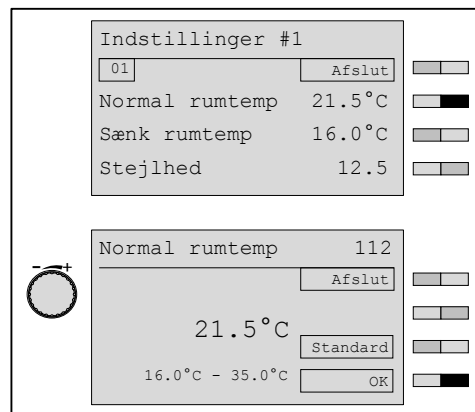 Indstillinger #1
01 Afslut
Normal rumtemp 21.5°C
Sænk rumtemp 16.0°C
Stejlhed 12.5
Normal rumtemp 112
Afslut
- +
21.5°C
Standard
16.0°C - 35.0°C OK